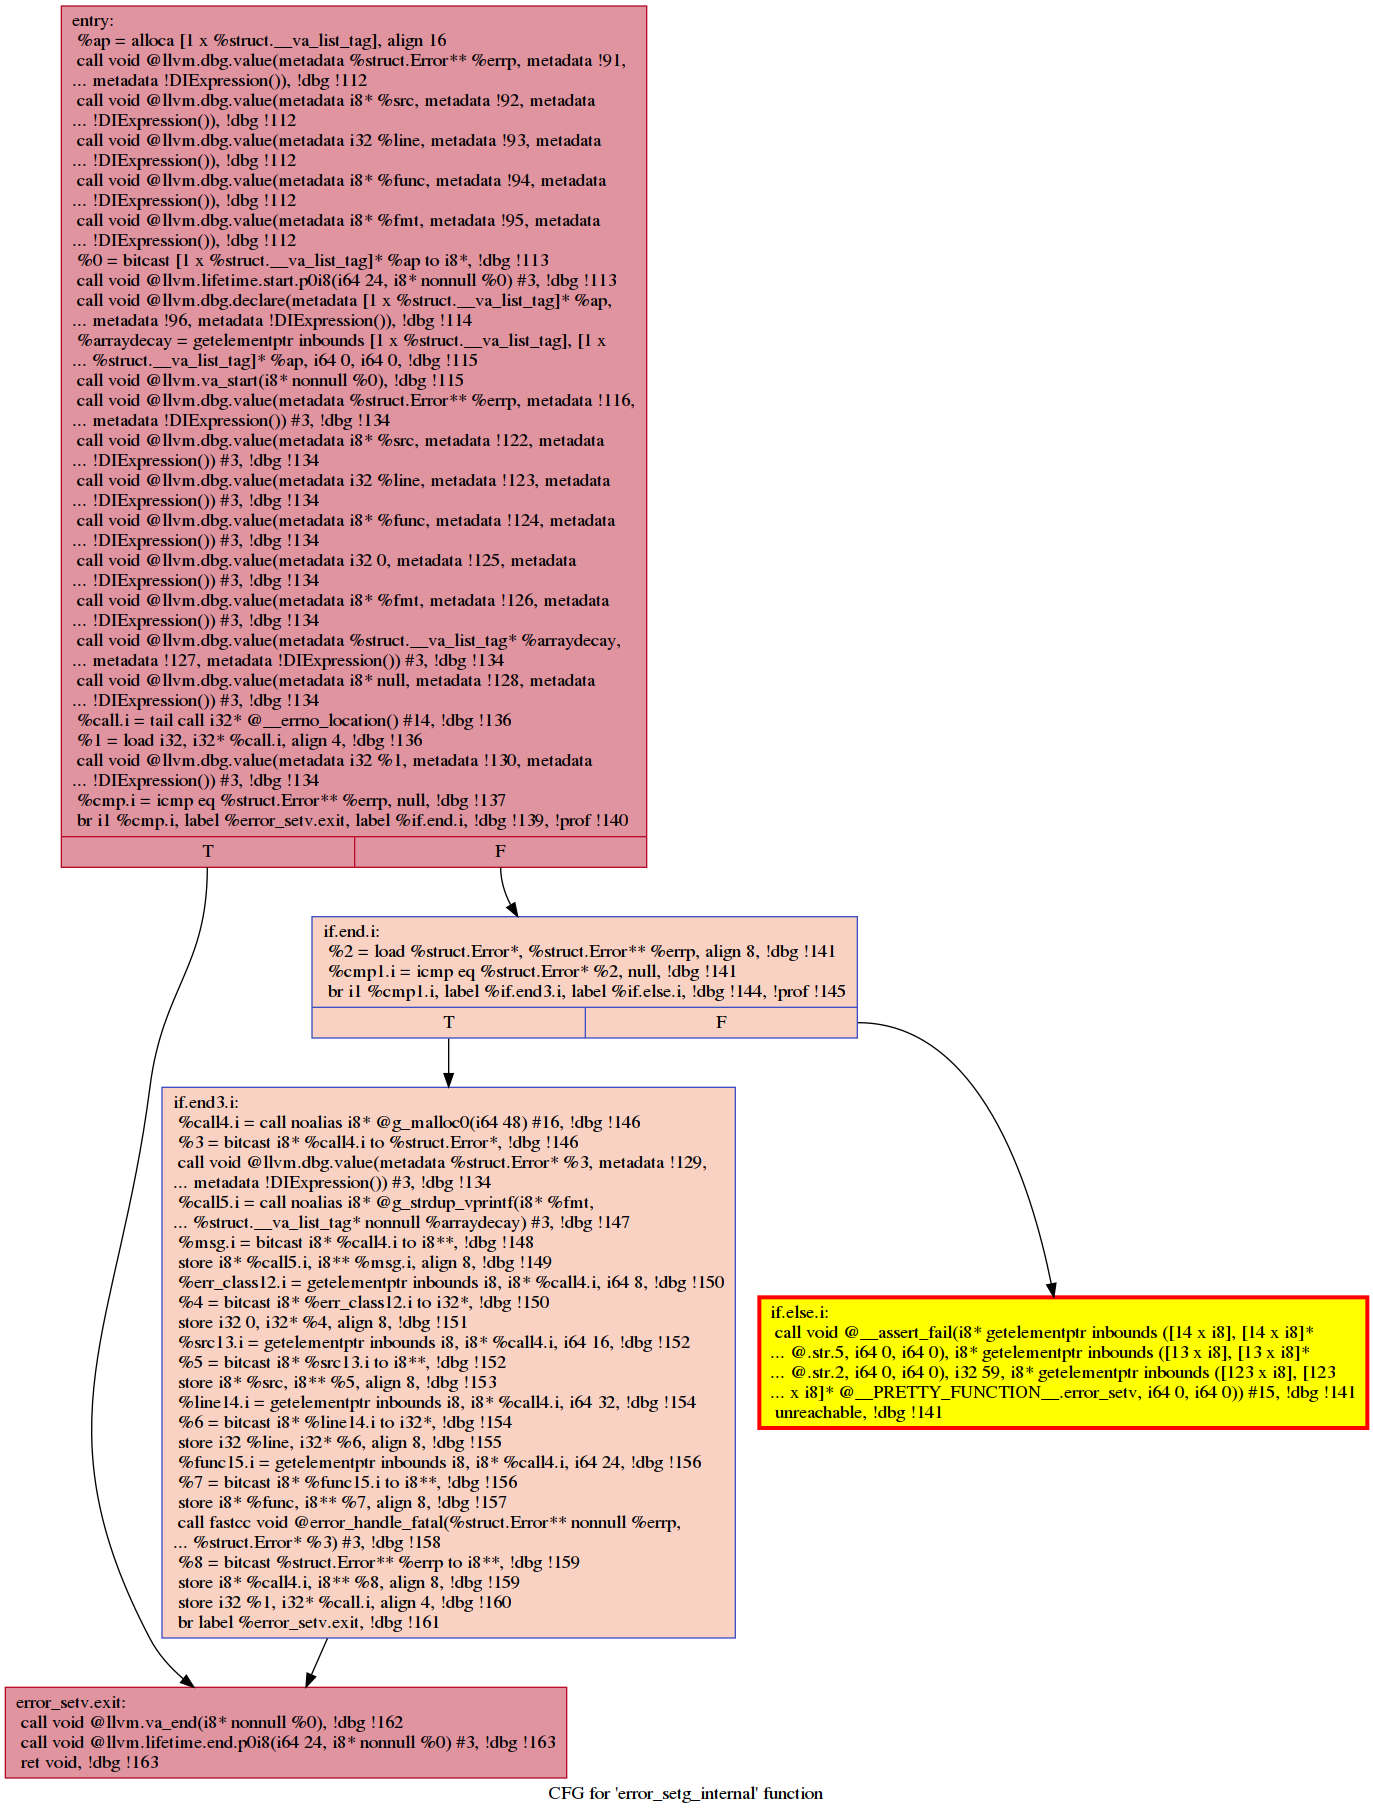 entry:
%ap = alloca [1 x %struct.__va_list_tag], align 16
call void @llvm.dbg.value(metadata %struct.Error** %errp, metadata !91,
... metadata !DIExpression()), !dbg !112
call void @llvm.dbg.value(metadata i8* %src, metadata !92, metadata
... !DIExpression()), !dbg !112
call void @llvm.dbg.value(metadata i32 %line, metadata !93, metadata
... !DIExpression()), !dbg !112
call void @llvm.dbg.value(metadata i8* %func, metadata !94, metadata
... !DIExpression()), !dbg !112
call void @llvm.dbg.value(metadata i8* %fmt, metadata !95, metadata
... !DIExpression()), !dbg !112
%0 = bitcast [1 x %struct.__va_list_tag]* %ap to i8*, !dbg !113
call void @llvm.lifetime.start.p0i8(i64 24, i8* nonnull %0) #3, !dbg !113
call void @llvm.dbg.declare(metadata [1 x %struct.__va_list_tag]* %ap,
... metadata !96, metadata !DIExpression()), !dbg !114
%arraydecay = getelementptr inbounds [1 x %struct.__va_list_tag], [1 x
... %struct.__va_list_tag]* %ap, i64 0, i64 0, !dbg !115
call void @llvm.va_start(i8* nonnull %0), !dbg !115
call void @llvm.dbg.value(metadata %struct.Error** %errp, metadata !116,
... metadata !DIExpression()) #3, !dbg !134
call void @llvm.dbg.value(metadata i8* %src, metadata !122, metadata
... !DIExpression()) #3, !dbg !134
call void @llvm.dbg.value(metadata i32 %line, metadata !123, metadata
... !DIExpression()) #3, !dbg !134
call void @llvm.dbg.value(metadata i8* %func, metadata !124, metadata
... !DIExpression()) #3, !dbg !134
call void @llvm.dbg.value(metadata i32 0, metadata !125, metadata
... !DIExpression()) #3, !dbg !134
call void @llvm.dbg.value(metadata i8* %fmt, metadata !126, metadata
... !DIExpression()) #3, !dbg !134
call void @llvm.dbg.value(metadata %struct.__va_list_tag* %arraydecay,
... metadata !127, metadata !DIExpression()) #3, !dbg !134
call void @llvm.dbg.value(metadata i8* null, metadata !128, metadata
... !DIExpression()) #3, !dbg !134
%call.i = tail call i32* @__errno_location() #14, !dbg !136
%1 = load i32, i32* %call.i, align 4, !dbg !136
call void @llvm.dbg.value(metadata i32 %1, metadata !130, metadata
... !DIExpression()) #3, !dbg !134
%cmp.i = icmp eq %struct.Error** %errp, null, !dbg !137
br i1 %cmp.i, label %error_setv.exit, label %if.end.i, !dbg !139, !prof !140
T F
if.end.i:
%2 = load %struct.Error*, %struct.Error** %errp, align 8, !dbg !141
%cmp1.i = icmp eq %struct.Error* %2, null, !dbg !141
br i1 %cmp1.i, label %if.end3.i, label %if.else.i, !dbg !144, !prof !145
T F
if.end3.i:
%call4.i = call noalias i8* @g_malloc0(i64 48) #16, !dbg !146
%3 = bitcast i8* %call4.i to %struct.Error*, !dbg !146
call void @llvm.dbg.value(metadata %struct.Error* %3, metadata !129,
... metadata !DIExpression()) #3, !dbg !134
%call5.i = call noalias i8* @g_strdup_vprintf(i8* %fmt,
... %struct.__va_list_tag* nonnull %arraydecay) #3, !dbg !147
%msg.i = bitcast i8* %call4.i to i8**, !dbg !148
store i8* %call5.i, i8** %msg.i, align 8, !dbg !149
%err_class12.i = getelementptr inbounds i8, i8* %call4.i, i64 8, !dbg !150
%4 = bitcast i8* %err_class12.i to i32*, !dbg !150
store i32 0, i32* %4, align 8, !dbg !151
%src13.i = getelementptr inbounds i8, i8* %call4.i, i64 16, !dbg !152
%5 = bitcast i8* %src13.i to i8**, !dbg !152
store i8* %src, i8** %5, align 8, !dbg !153
%line14.i = getelementptr inbounds i8, i8* %call4.i, i64 32, !dbg !154
%6 = bitcast i8* %line14.i to i32*, !dbg !154
store i32 %line, i32* %6, align 8, !dbg !155
%func15.i = getelementptr inbounds i8, i8* %call4.i, i64 24, !dbg !156
%7 = bitcast i8* %func15.i to i8**, !dbg !156
store i8* %func, i8** %7, align 8, !dbg !157
call fastcc void @error_handle_fatal(%struct.Error** nonnull %errp,
... %struct.Error* %3) #3, !dbg !158
%8 = bitcast %struct.Error** %errp to i8**, !dbg !159
store i8* %call4.i, i8** %8, align 8, !dbg !159
store i32 %1, i32* %call.i, align 4, !dbg !160
br label %error_setv.exit, !dbg !161
if.else.i:
call void @__assert_fail(i8* getelementptr inbounds ([14 x i8], [14 x i8]*
... @.str.5, i64 0, i64 0), i8* getelementptr inbounds ([13 x i8], [13 x i8]*
... @.str.2, i64 0, i64 0), i32 59, i8* getelementptr inbounds ([123 x i8], [123
... x i8]* @__PRETTY_FUNCTION__.error_setv, i64 0, i64 0)) #15, !dbg !141
unreachable, !dbg !141
error_setv.exit:
call void @llvm.va_end(i8* nonnull %0), !dbg !162
call void @llvm.lifetime.end.p0i8(i64 24, i8* nonnull %0) #3, !dbg !163
ret void, !dbg !163
CFG for 'error_setg_internal' function